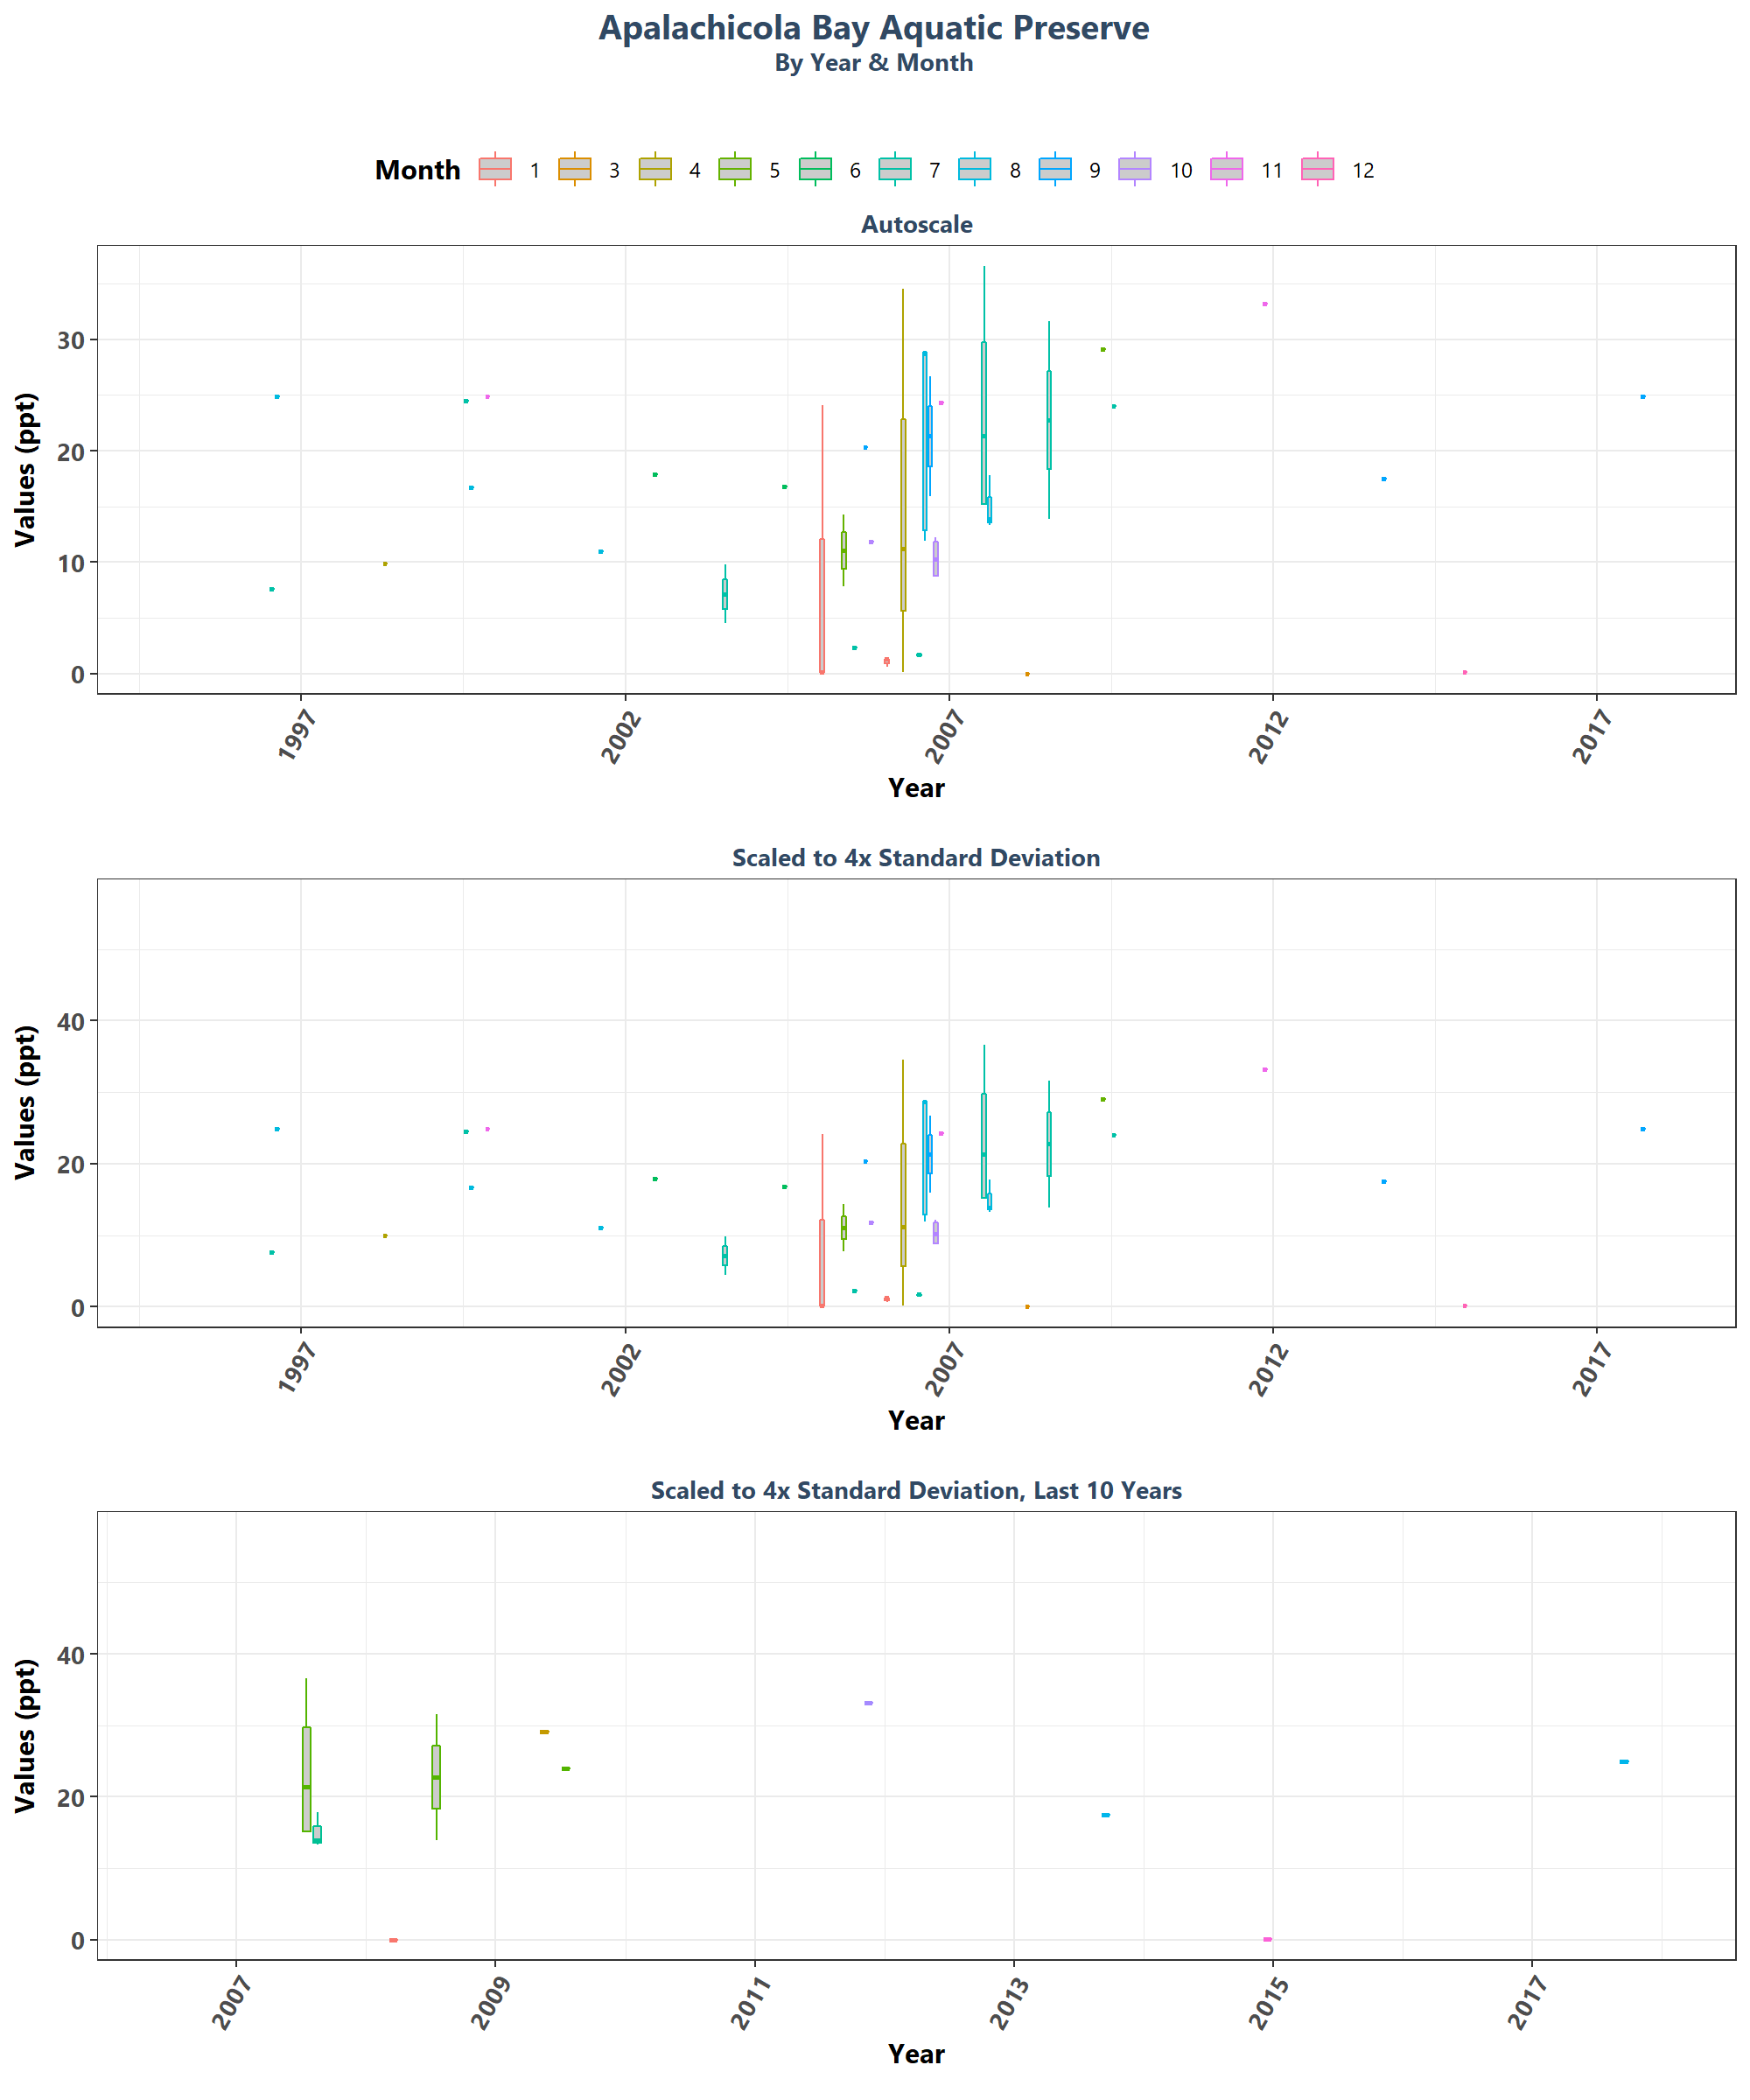 Apalachicola Bay Aquatic Preserve
By Year & Month
Month 1 3 4 5 6 7 8 9 10 11 12
Autoscale
Values (ppt)
30
20
10
0
1997 2002 2007 2012 2017
Year
Scaled to 4x Standard Deviation
Values (ppt)
40
20
0
1997 2002 2007 2012 2017
Year
Scaled to 4x Standard Deviation, Last 10 Years
Values (ppt)
40
20
0
2007 2009 2011 2013 2015 2017
Year